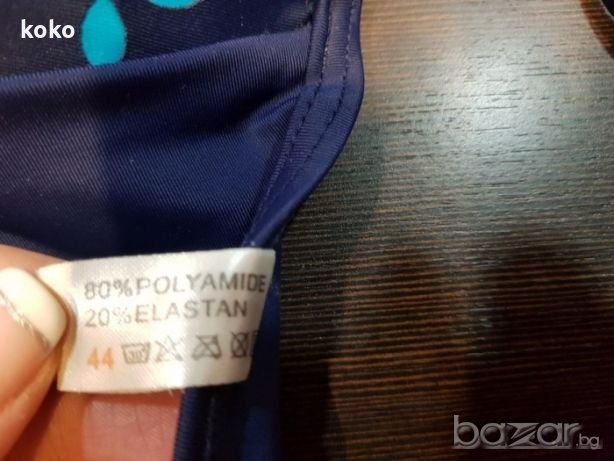 koko
80%POLYAMIDE
20%ELASTAN
44
bazar.bg